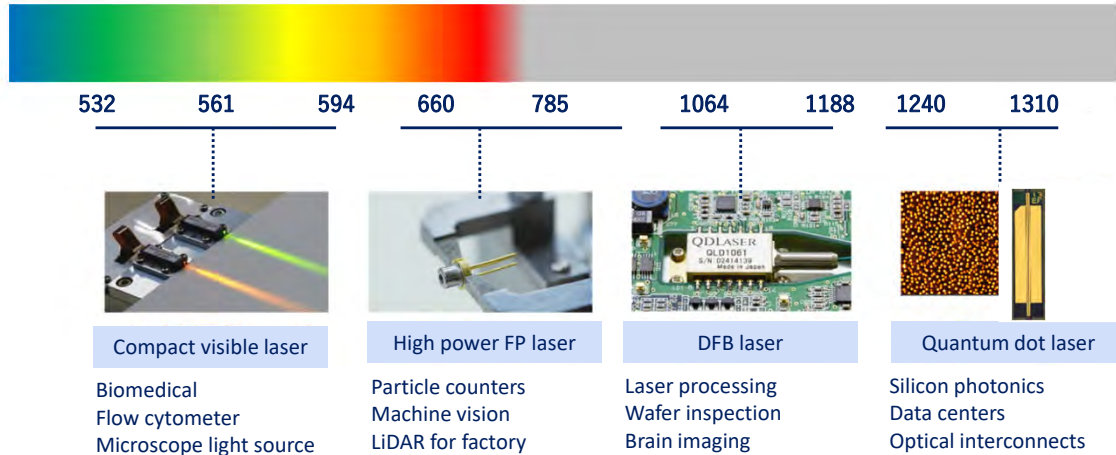 532 561 594 660 785 1064 1188 1240 1310
QDLASER
QLD1061
S/N:D2414139
Made in Japan
Compact visible laser
High power FP laser
DFB laser
Quantum dot laser
Biomedical
Flow cytometer
Microscope light source
Particle counters
Machine vision
LiDAR for factory
Laser processing
Wafer inspection
Brain imaging
Silicon photonics
Data centers
Optical interconnects